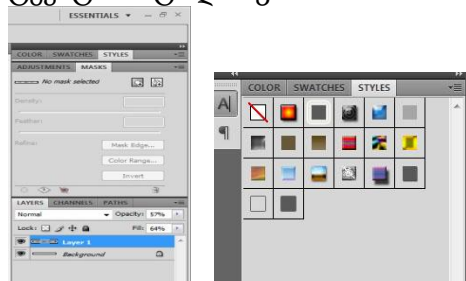 ESSENTIALS
COLOR SWATCHES STYLES
ADJUSTMENTS MASKS
No mask selected
Density:
Feather:
Refine: Mask Edge...
Color Range...
Invert
LAYERS CHANNELS PATHS
Normal Opacity: 57%
Lock: Fill: 64%
Layer 1
Background
A
COLOR SWATCHES STYLES